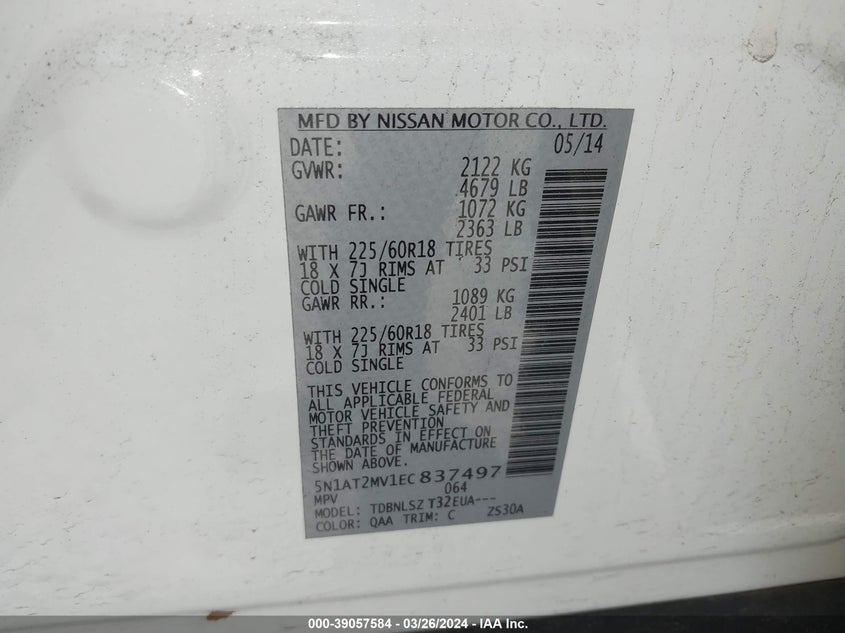 MFD BY NISSAN MOTOR CO., LTD.
DATE: 05/14
GVWR: 2122 KG
4679 LB
GAWR FR.: 1072 KG
2363 LB
WITH 225/60R18 TIRES
18 X 7J RIMS AT 33 PSI
COLD SINGLE
GAWR RR.: 1089 KG
2401 LB
WITH 225/60R18 TIRES
18 X 7J RIMS AT 33 PSI
COLD SINGLE
THIS VEHICLE CONFORMS TO
ALL APPLICABLE FEDERAL
MOTOR VEHICLE SAFETY AND
THEFT PREVENTION
STANDARDS IN EFFECT ON
THE DATE OF MANUFACTURE
SHOWN ABOVE.
5N1AT2MV1EC837497
MPV 064
MODEL: TDBNLSZ T32EUA---
COLOR: QAA TRIM: C ZS30A
000-39057584 - 03/26/2024 - IAA Inc.